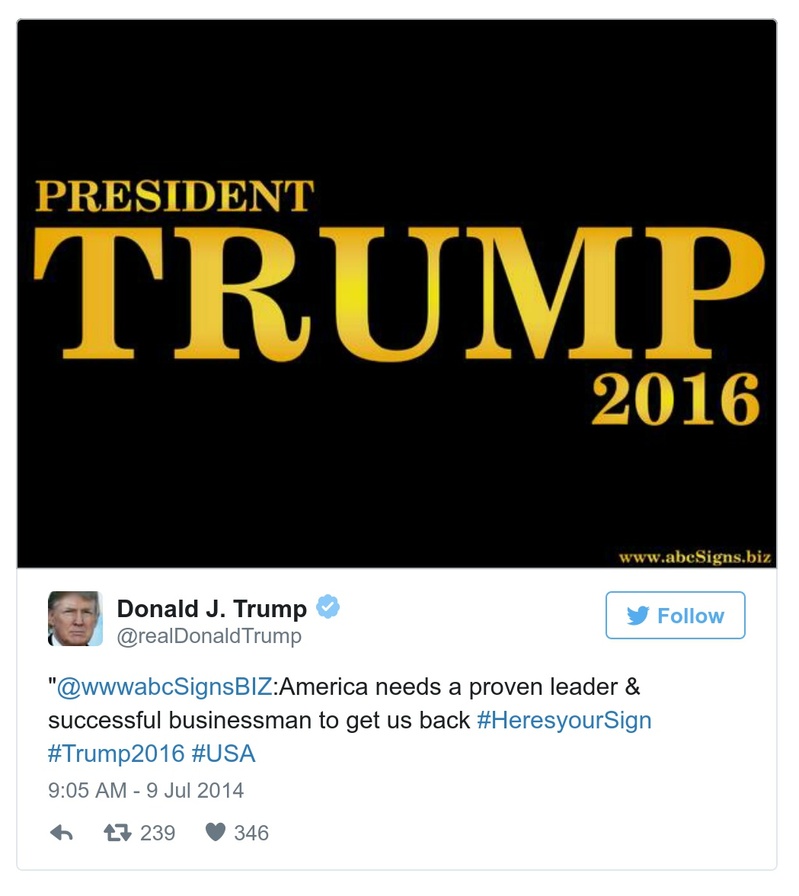 PRESIDENT
TRUMP
2016
www.abcSigns.biz
Donald J. Trump
@realDonaldTrump
Follow
"@wwwabcSignsBIZ:America needs a proven leader &
successful businessman to get us back #HeresyourSign
#Trump2016 #USA
9:05 AM - 9 Jul 2014
239 346